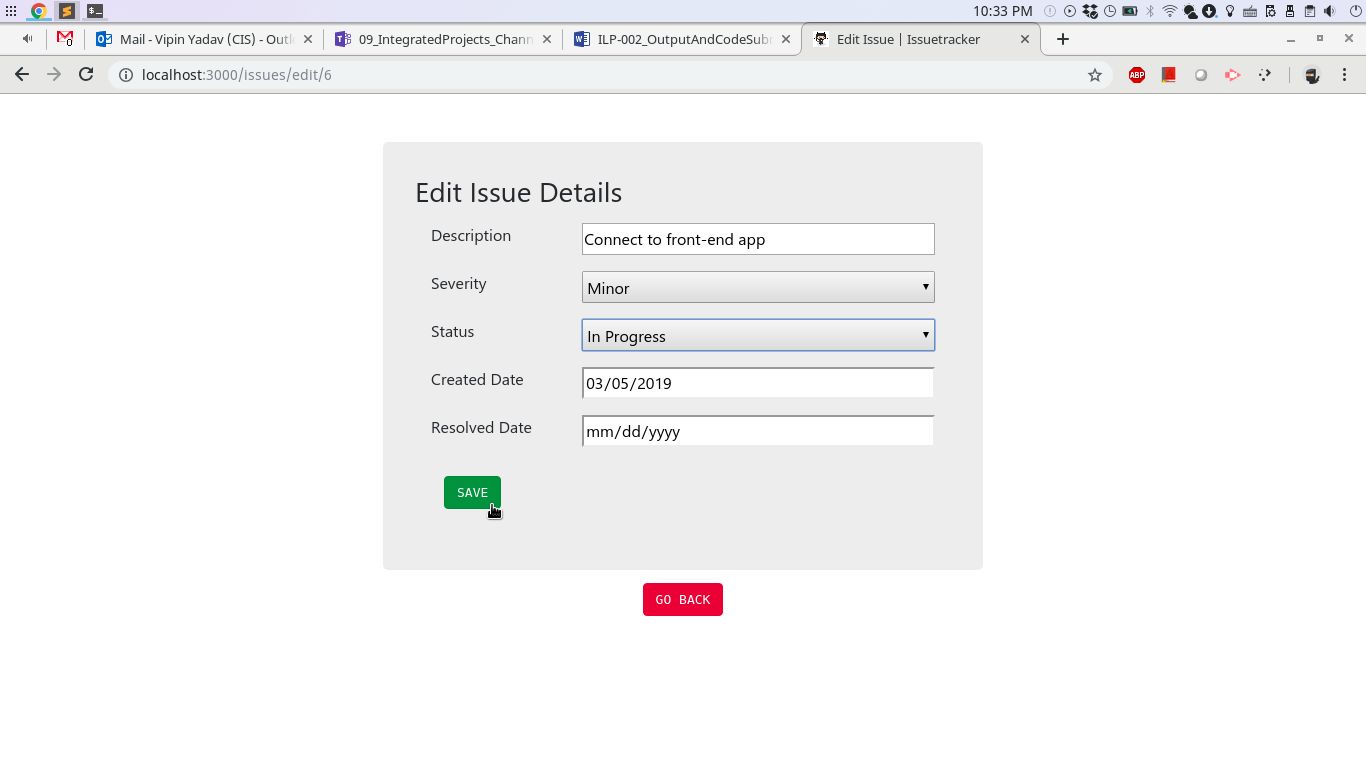 10:33 PM
Mail - Vipin Yadav (CIS) - Outl
09_IntegratedProjects_Chann
ILP-002_OutputAndCodeSub
Edit Issue | Issuetracker
localhost:3000/issues/edit/6
ABP
Edit Issue Details
Description
Connect to front-end app
Severity
Minor
Status
In Progress
Created Date
03/05/2019
Resolved Date
mm/dd/yyyy
SAVE
GO BACK